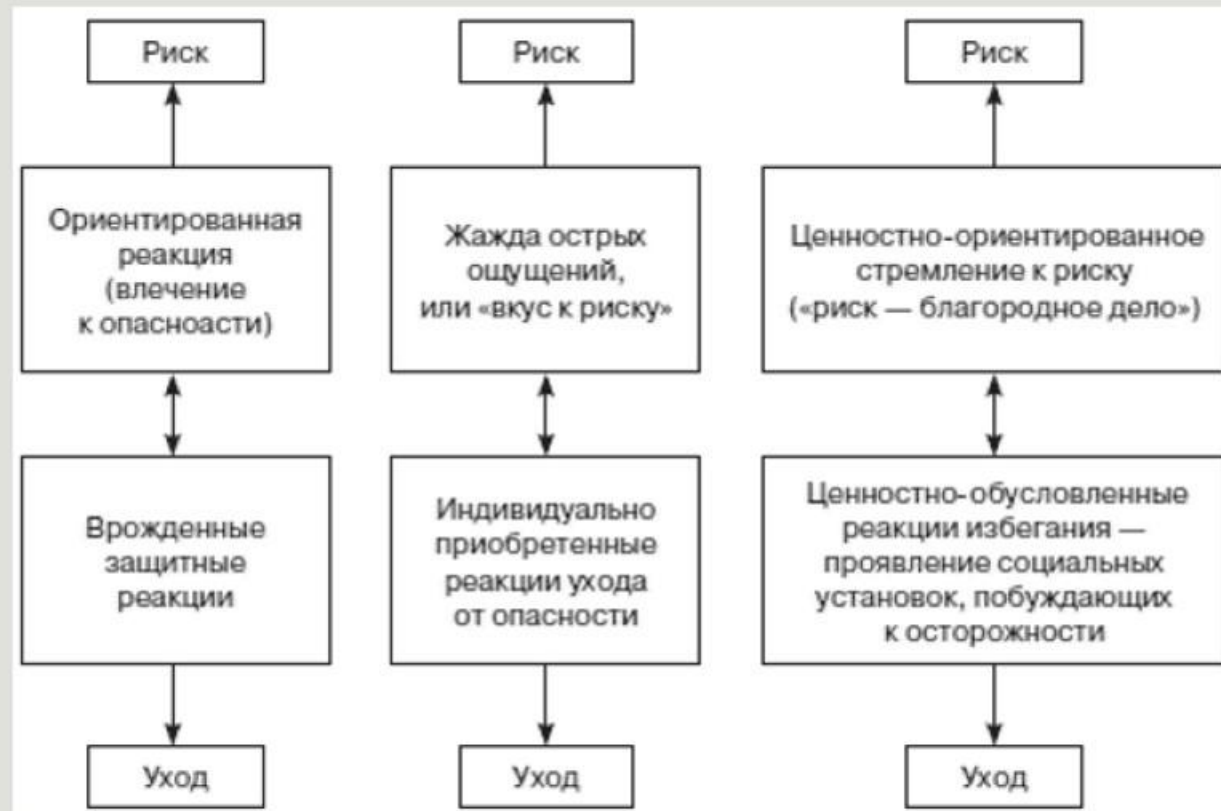 Риск
Риск
Риск
Ориентированная
реакция
(влечение
к опасноасти)
Жажда острых
ощущений,
или «вкус к риску»
Ценностно-ориентированное
стремление к риску
(«риск — благородное дело»)
Врожденные
защитные
реакции
Индивидуально
приобретенные
реакции ухода
от опасности
Ценностно-обусловленные
реакции избегания —
проявление социальных
установок, побуждающих
к осторожности
Уход
Уход
Уход